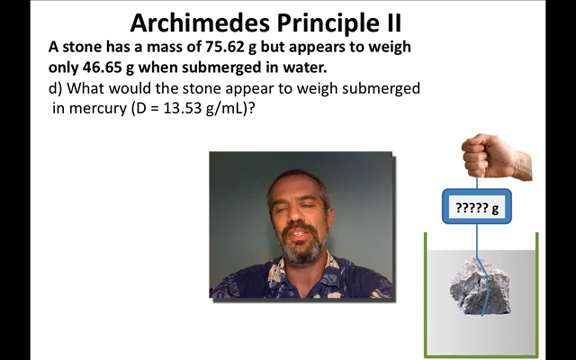 Archimedes Principle II
A stone has a mass of 75.62 g but appears to weigh
only 46.65 g when submerged in water.
d) What would the stone appear to weigh submerged
in mercury (D = 13.53 g/mL)?
????? g